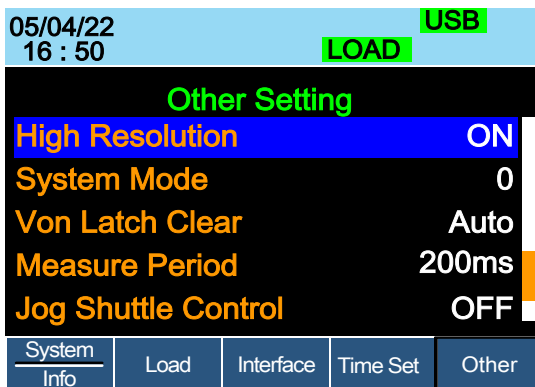 05/04/22 USB
16 : 50 LOAD
Other Setting
High Resolution ON
System Mode 0
Von Latch Clear Auto
Measure Period 200ms
Jog Shuttle Control OFF
System Info Load Interface Time Set Other